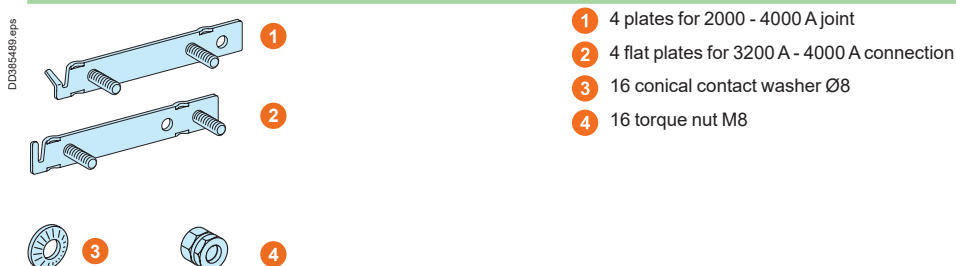 DD385489.eps
1
2
3
4
1 4 plates for 2000 - 4000 A joint
2 4 flat plates for 3200 A - 4000 A connection
3 16 conical contact washer Ø8
4 16 torque nut M8